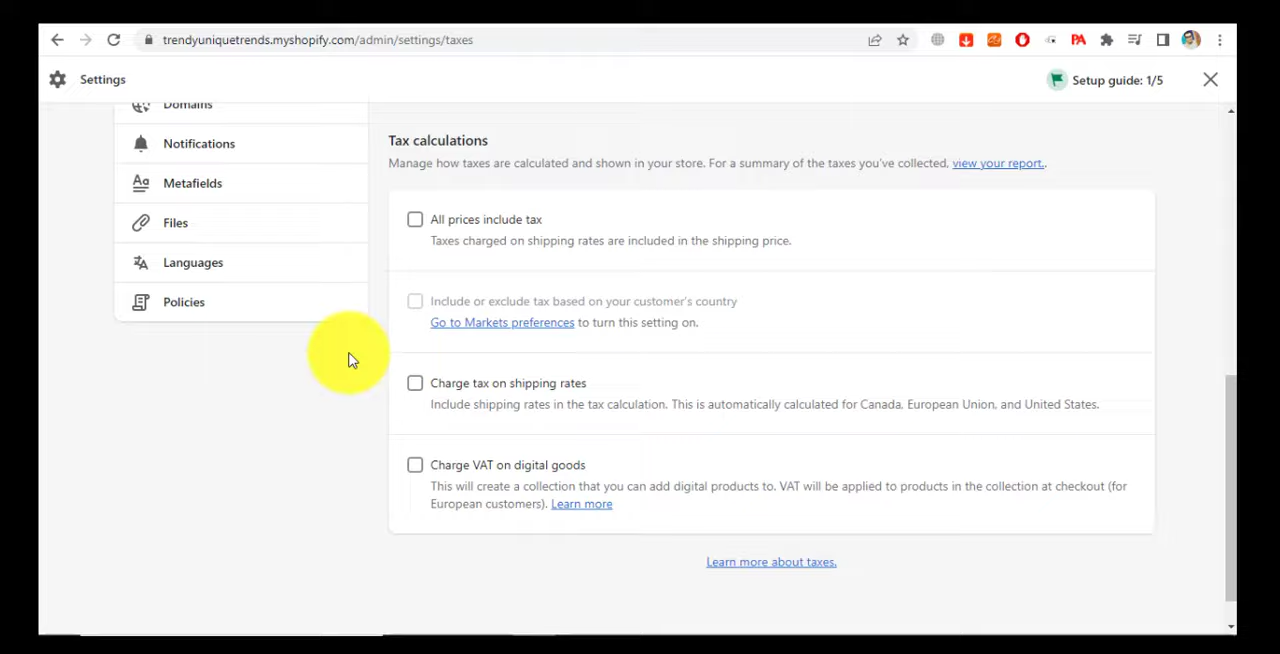 trendyuniquetrends.myshopify.com/admin/settings/taxes
PA
Settings
Setup guide: 1/5
Domains
Notifications
Metafields
Files
Languages
Policies
Tax calculations
Manage how taxes are calculated and shown in your store. For a summary of the taxes you've collected, view your report..
All prices include tax
Taxes charged on shipping rates are included in the shipping price.
Include or exclude tax based on your customer's country
Go to Markets preferences to turn this setting on.
Charge tax on shipping rates
Include shipping rates in the tax calculation. This is automatically calculated for Canada, European Union, and United States.
Charge VAT on digital goods
This will create a collection that you can add digital products to. VAT will be applied to products in the collection at checkout (for
European customers). Learn more
Learn more about taxes.